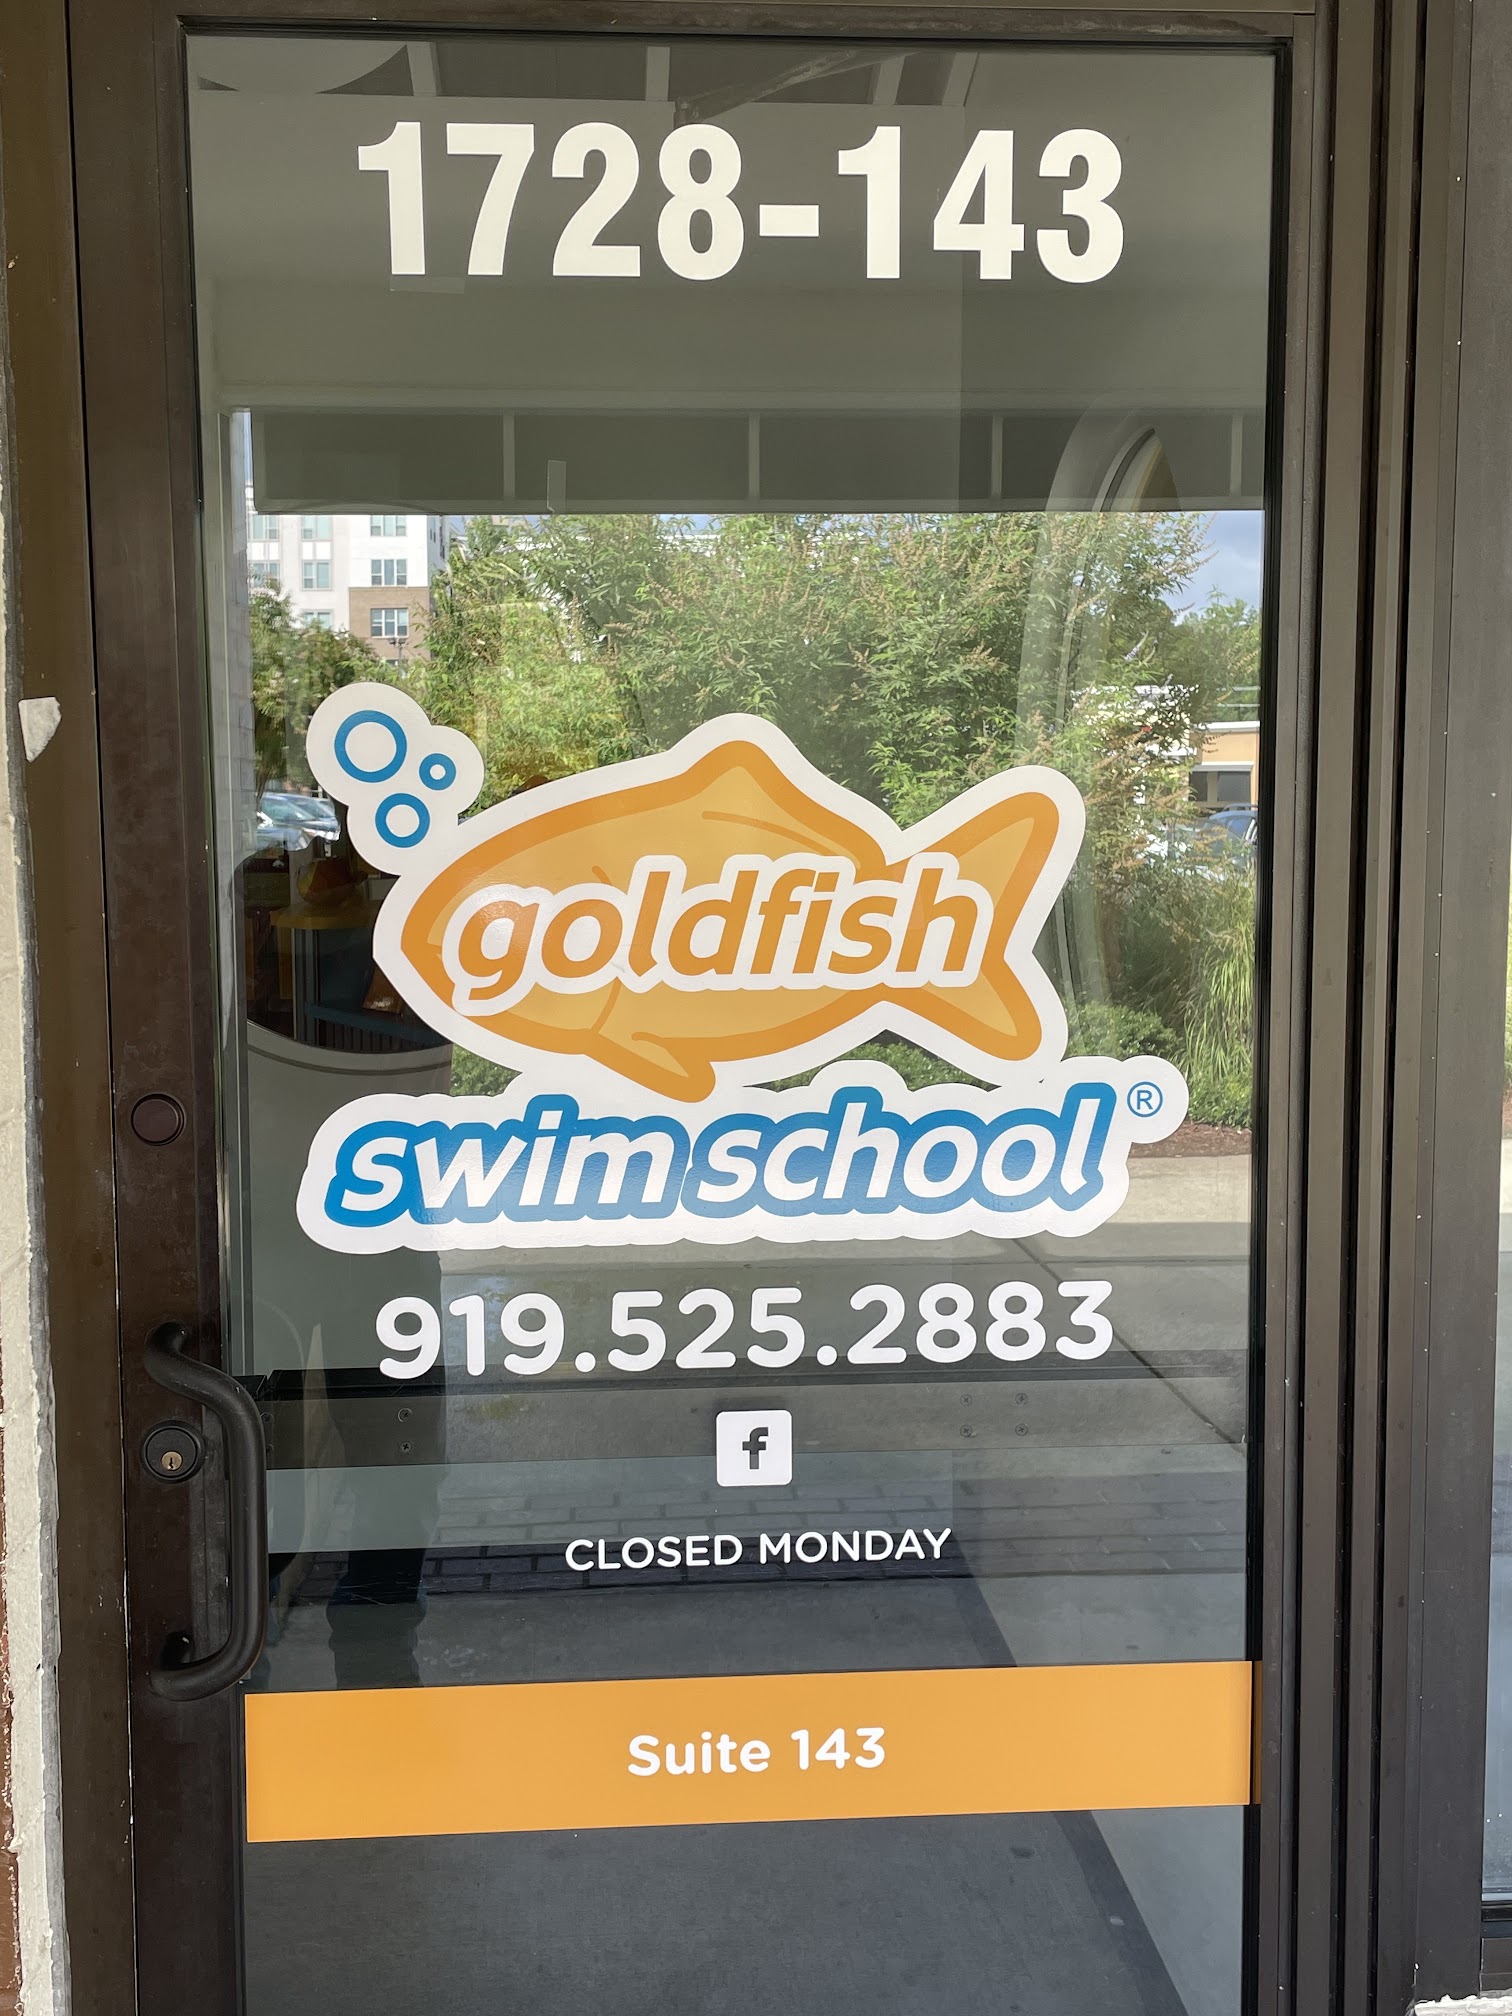 1728-143
goldfish
swim school®
919.525.2883
f
CLOSED MONDAY
Suite 143